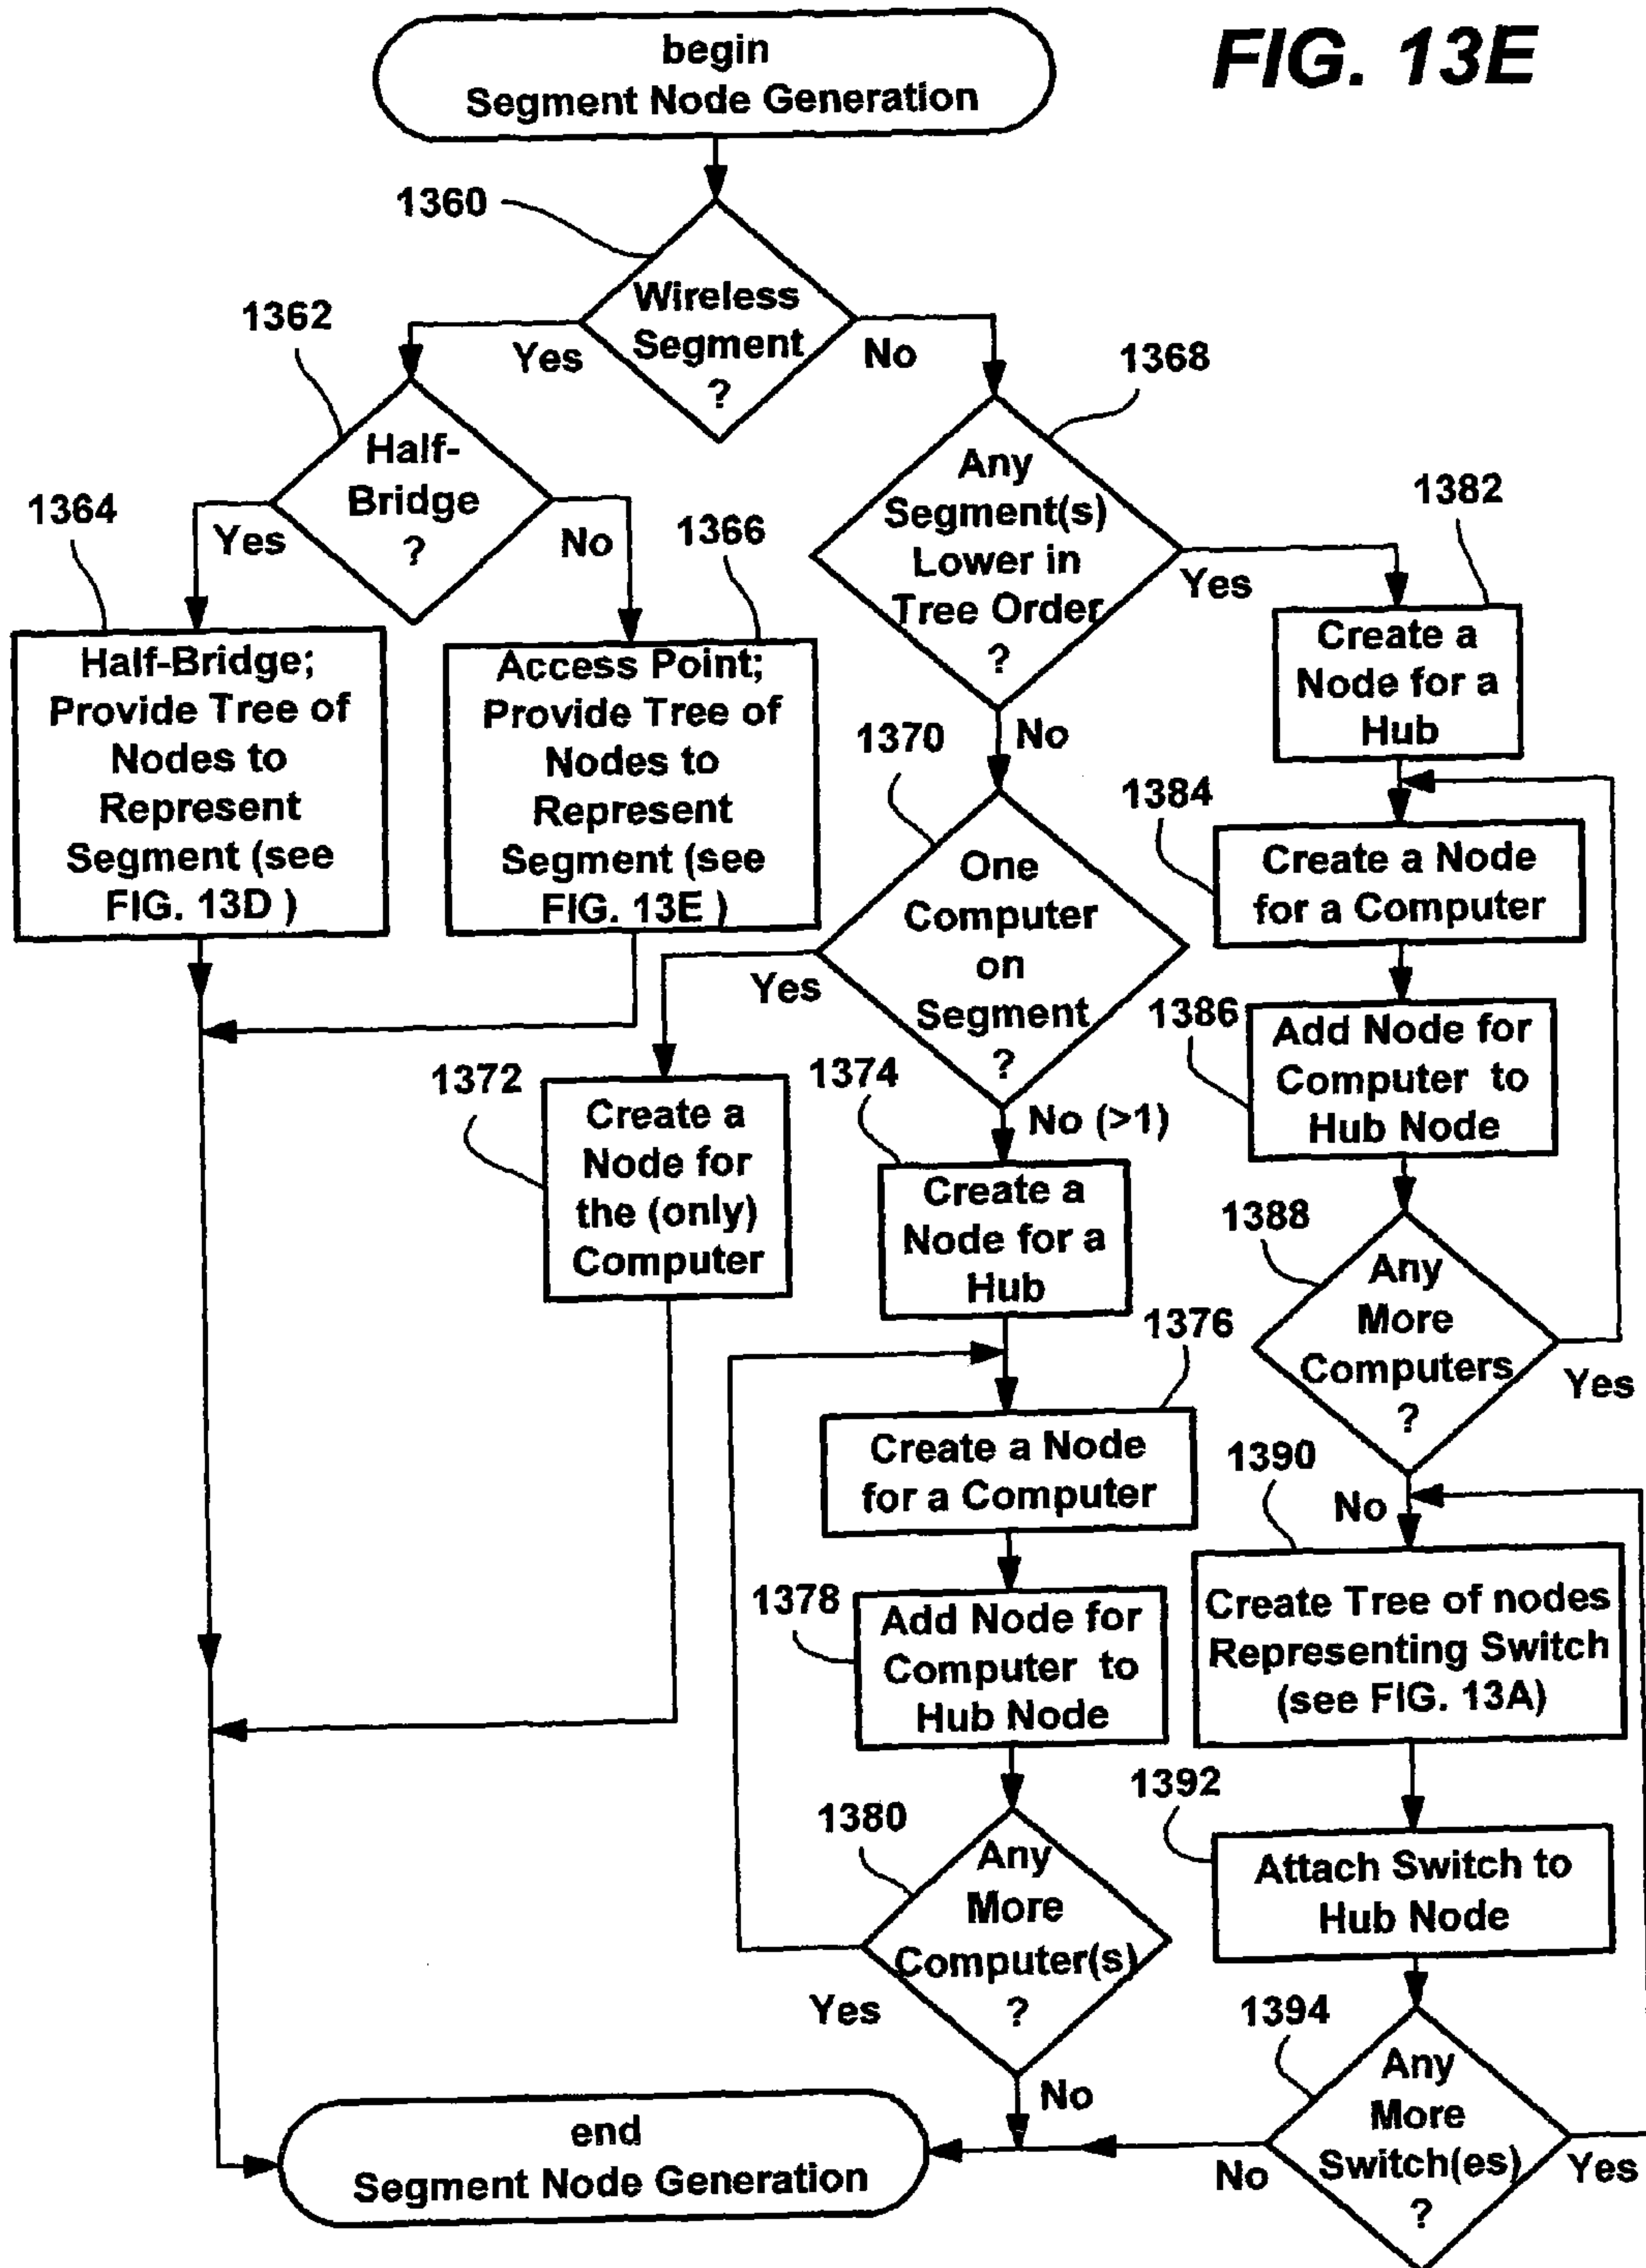 FIG. 13E
begin
Segment Node Generation
1360
Wireless
Segment
?
Yes
No
1362
Half-
Bridge
?
Yes
No
1364
Half-Bridge;
Provide Tree of
Nodes to
Represent
Segment (see
FIG. 13D )
1366
Access Point;
Provide Tree of
Nodes to
Represent
Segment (see
FIG. 13E )
1368
Any
Segment(s)
Lower in
Tree Order
?
Yes
No
1370
One
Computer
on
Segment
?
Yes
No (>1)
1372
Create a
Node for
the (only)
Computer
1374
Create a
Node for a
Hub
1376
Create a Node
for a Computer
1378
Add Node for
Computer to
Hub Node
1380
Any
More
Computer(s)
?
Yes
No
1382
Create a
Node for a
Hub
1384
Create a Node
for a Computer
1386
Add Node for
Computer to
Hub Node
1388
Any
More
Computers
?
Yes
No
1390
Create Tree of nodes
Representing Switch
(see FIG. 13A)
1392
Attach Switch to
Hub Node
1394
Any
More
Switch(es)
?
No
Yes
end
Segment Node Generation